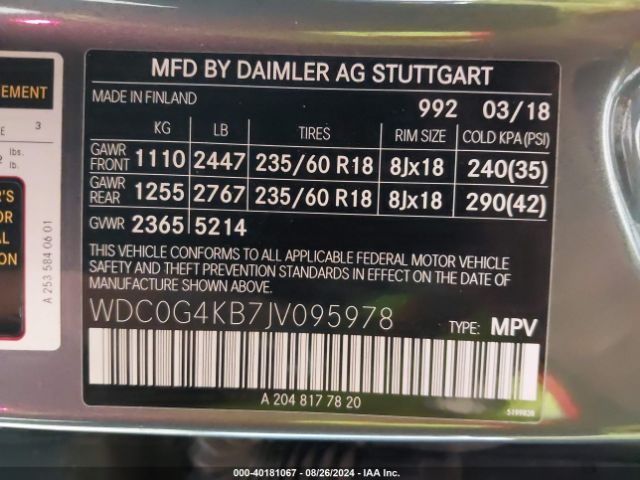 MFD BY DAIMLER AG STUTTGART
MADE IN FINLAND 992 03/18
KG LB TIRES RIM SIZE COLD KPA(PSI)
GAWR FRONT 1110 2447 235/60 R18 8Jx18 240(35)
GAWR REAR 1255 2767 235/60 R18 8Jx18 290(42)
GVWR 2365 5214
THIS VEHICLE CONFORMS TO ALL APPLICABLE FEDERAL MOTOR VEHICLE
SAFETY AND THEFT PREVENTION STANDARDS IN EFFECT ON THE DATE OF
MANUFACTURE SHOWN ABOVE.
WDC0G4KB7JV095978 TYPE: MPV
A 204 817 78 20
EMENT
3
lbs.
lb.
ION
A 253 584 06 01
000-40181067 - 08/26/2024 - IAA Inc.